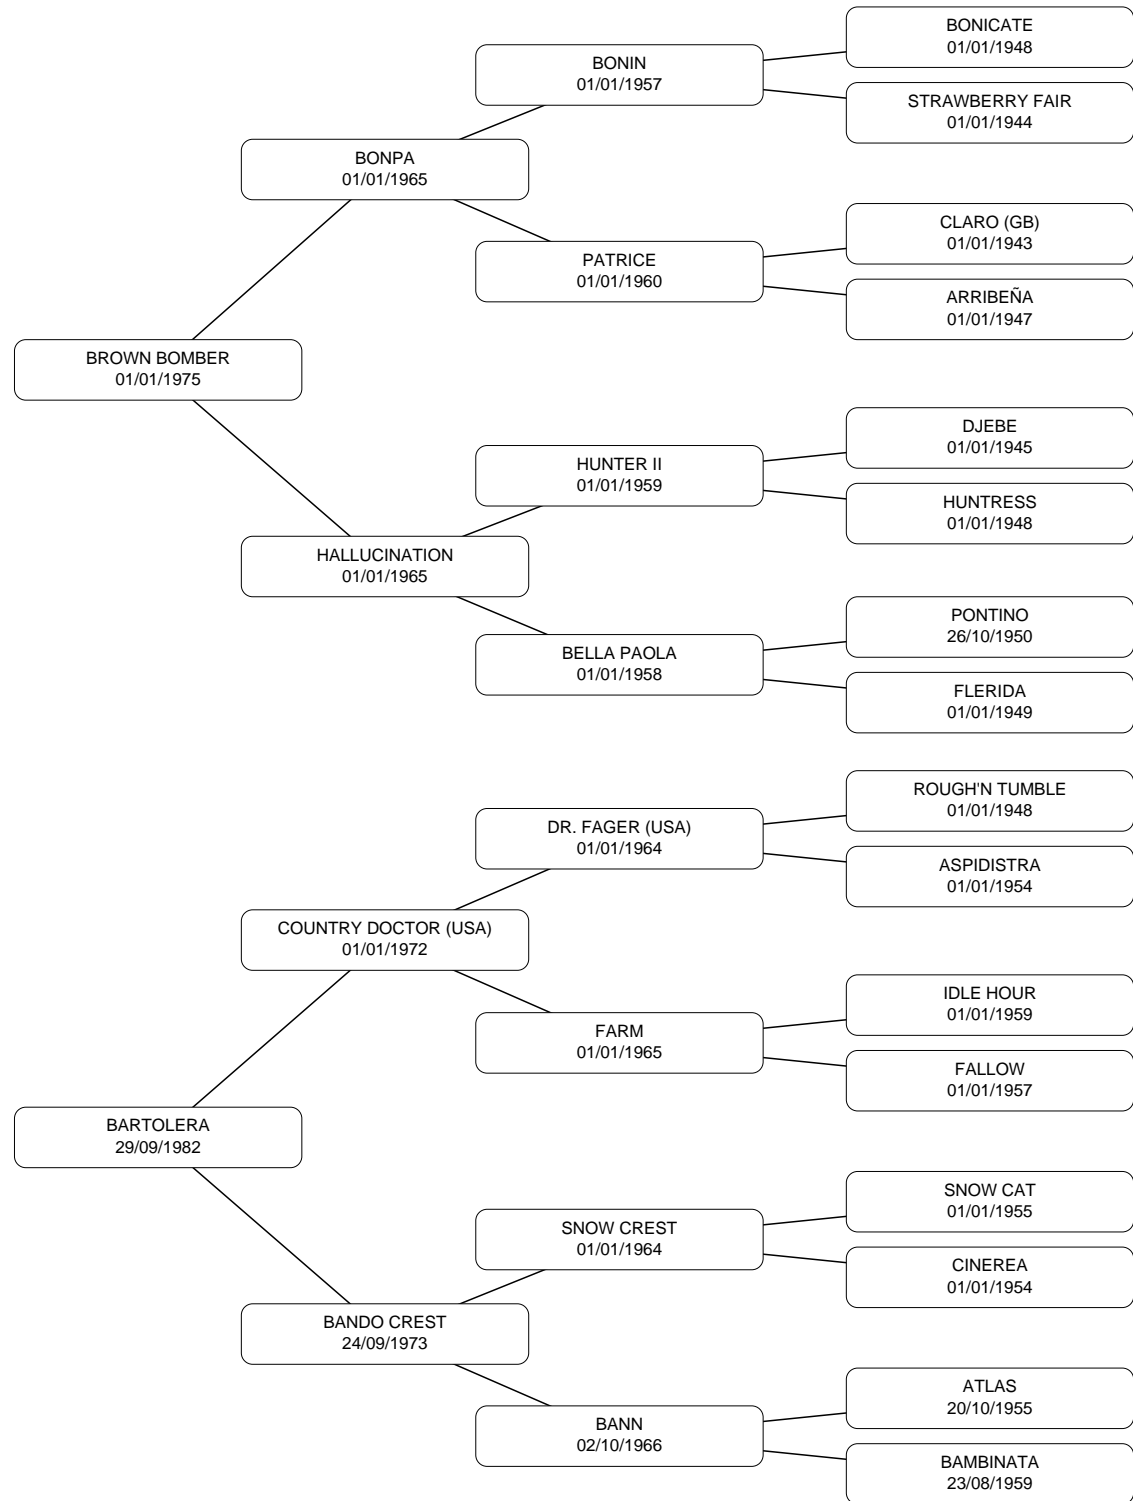 BONICATE
01/01/1948
BONIN
01/01/1957
STRAWBERRY FAIR
01/01/1944
BONPA
01/01/1965
CLARO (GB)
01/01/1943
PATRICE
01/01/1960
ARRIBEÑA
01/01/1947
BROWN BOMBER
01/01/1975
DJEBE
01/01/1945
HUNTER II
01/01/1959
HUNTRESS
01/01/1948
HALLUCINATION
01/01/1965
PONTINO
26/10/1950
BELLA PAOLA
01/01/1958
FLERIDA
01/01/1949
ROUGH'N TUMBLE
01/01/1948
DR. FAGER (USA)
01/01/1964
ASPIDISTRA
01/01/1954
COUNTRY DOCTOR (USA)
01/01/1972
IDLE HOUR
01/01/1959
FARM
01/01/1965
FALLOW
01/01/1957
BARTOLERA
29/09/1982
SNOW CAT
01/01/1955
SNOW CREST
01/01/1964
CINEREA
01/01/1954
BANDO CREST
24/09/1973
ATLAS
20/10/1955
BANN
02/10/1966
BAMBINATA
23/08/1959